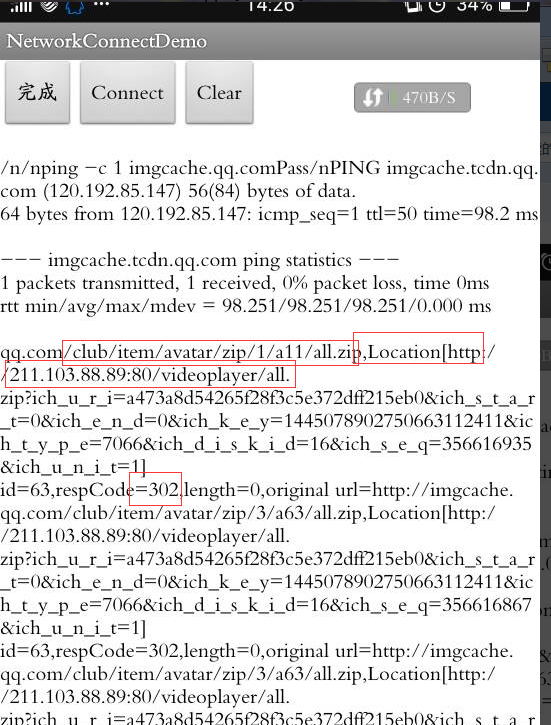 14:26
34%
NetworkConnectDemo
完成
Connect
Clear
470B/S
/n/nping -c 1 imgcache.qq.comPass/nPING imgcache.tcdn.qq.
com (120.192.85.147) 56(84) bytes of data.
64 bytes from 120.192.85.147: icmp_seq=1 ttl=50 time=98.2 ms
--- imgcache.tcdn.qq.com ping statistics ---
1 packets transmitted, 1 received, 0% packet loss, time 0ms
rtt min/avg/max/mdev = 98.251/98.251/98.251/0.000 ms
qq.com/club/item/avatar/zip/1/a11/all.zip,Location[http:/
/211.103.88.89:80/videoplayer/all.
zip?ich_u_r_i=a473a8d54265f28f3c5e372dff215eb0&ich_s_t_a_r
_t=0&ich_e_n_d=0&ich_k_e_y=1445078902750663112411&ic
h_t_y_p_e=7066&ich_d_i_s_k_i_d=16&ich_s_e_q=356616935
&ich_u_n_i_t=1]
id=63,respCode=302,length=0,original url=http://imgcache.
qq.com/club/item/avatar/zip/3/a63/all.zip,Location[http:/
/211.103.88.89:80/videoplayer/all.
zip?ich_u_r_i=a473a8d54265f28f3c5e372dff215eb0&ich_s_t_a_r
_t=0&ich_e_n_d=0&ich_k_e_y=1445078902750663112411&ic
h_t_y_p_e=7066&ich_d_i_s_k_i_d=16&ich_s_e_q=356616867
&ich_u_n_i_t=1]
id=63,respCode=302,length=0,original url=http://imgcache.
qq.com/club/item/avatar/zip/3/a63/all.zip,Location[http:/
/211.103.88.89:80/videoplayer/all.
zip?ich_u_r_i=a473a8d54265f28f3c5e372dff215eb0&ich_s_t_a_r